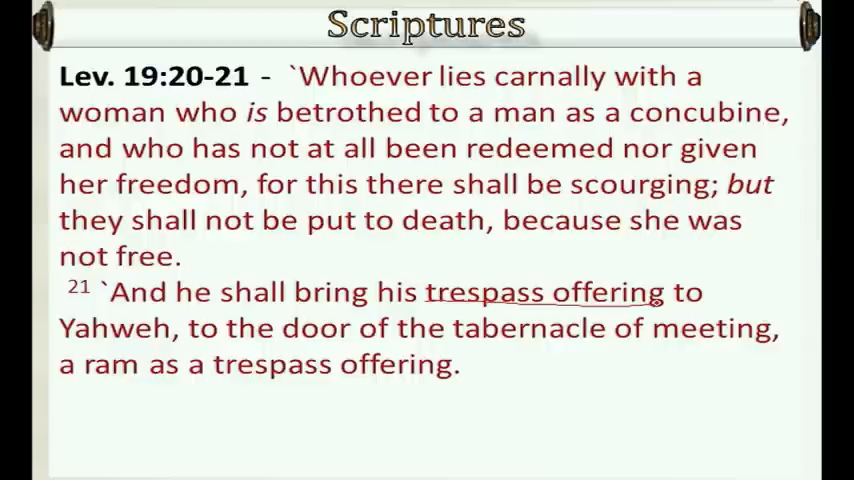 Scriptures
Lev. 19:20-21 - `Whoever lies carnally with a
woman who is betrothed to a man as a concubine,
and who has not at all been redeemed nor given
her freedom, for this there shall be scourging; but
they shall not be put to death, because she was
not free.
21 `And he shall bring his trespass offering to
Yahweh, to the door of the tabernacle of meeting,
a ram as a trespass offering.